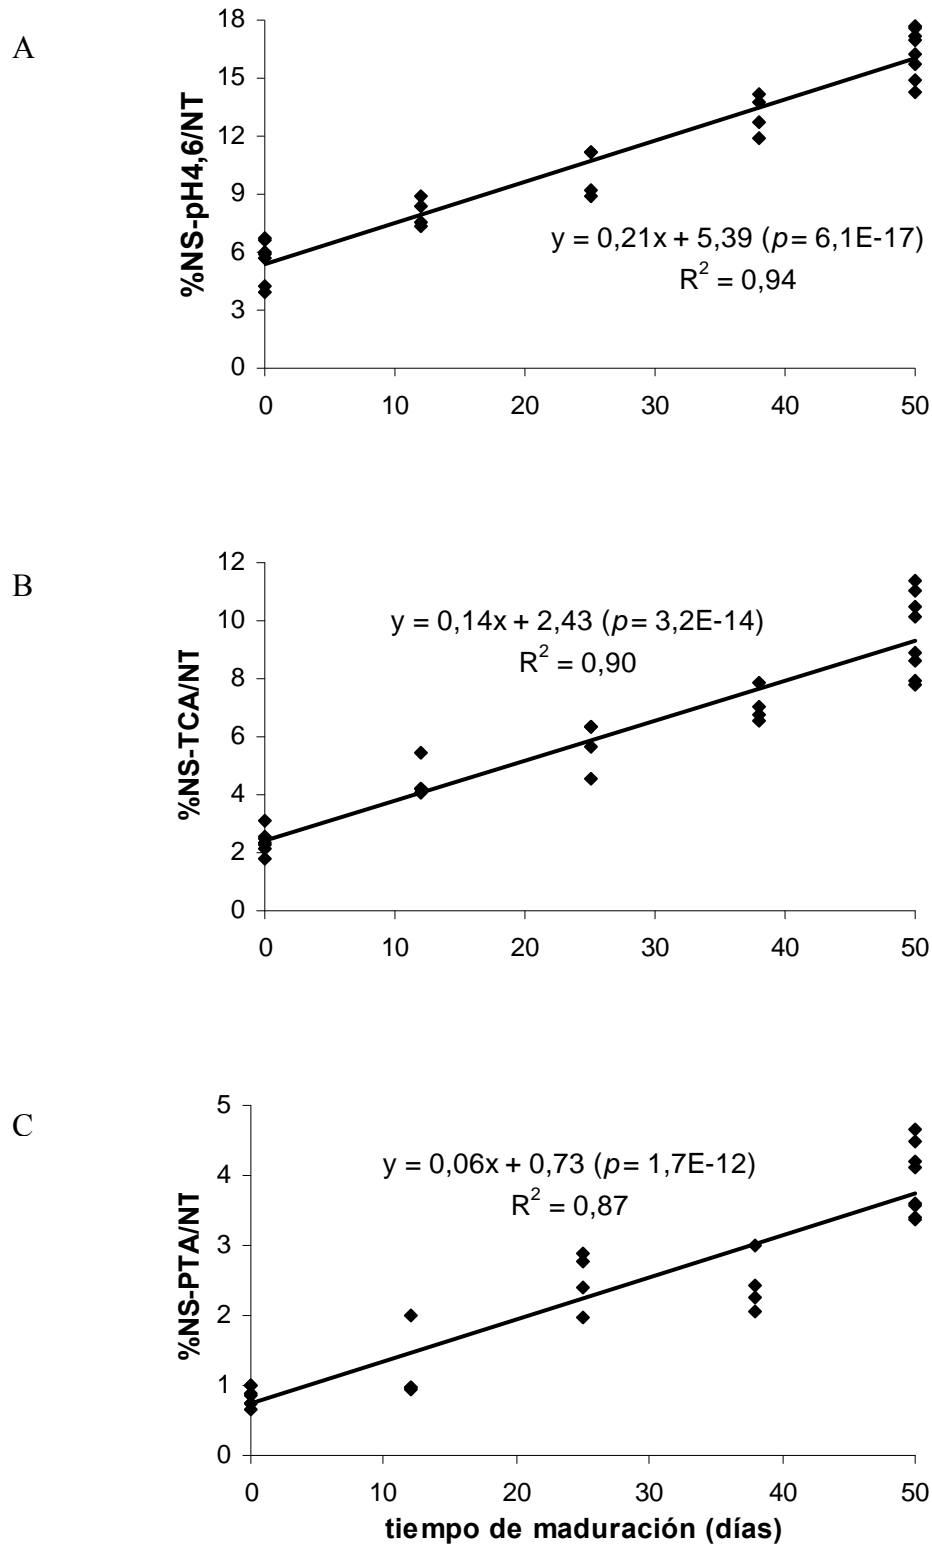 A
%NS-pH4,6/NT
18
15
12
9
6
3
0
y = 0,21x + 5,39 (p= 6,1E-17)
R² = 0,94
0 10 20 30 40 50
B
%NS-TCA/NT
12
10
8
6
4
2
0
y = 0,14x + 2,43 (p= 3,2E-14)
R² = 0,90
0 10 20 30 40 50
C
%NS-PTA/NT
5
4
3
2
1
0
y = 0,06x + 0,73 (p= 1,7E-12)
R² = 0,87
0 10 20 30 40 50
tiempo de maduración (días)